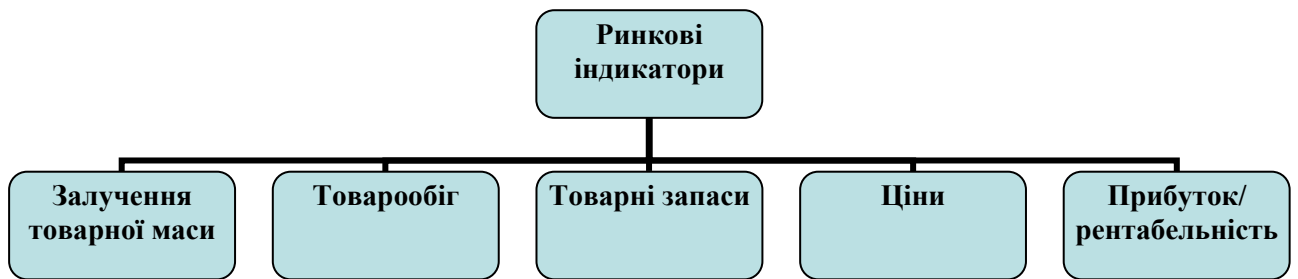 Ринкові
індикатори
Залучення
товарної маси
Товарообіг
Товарні запаси
Ціни
Прибуток/
рентабельність